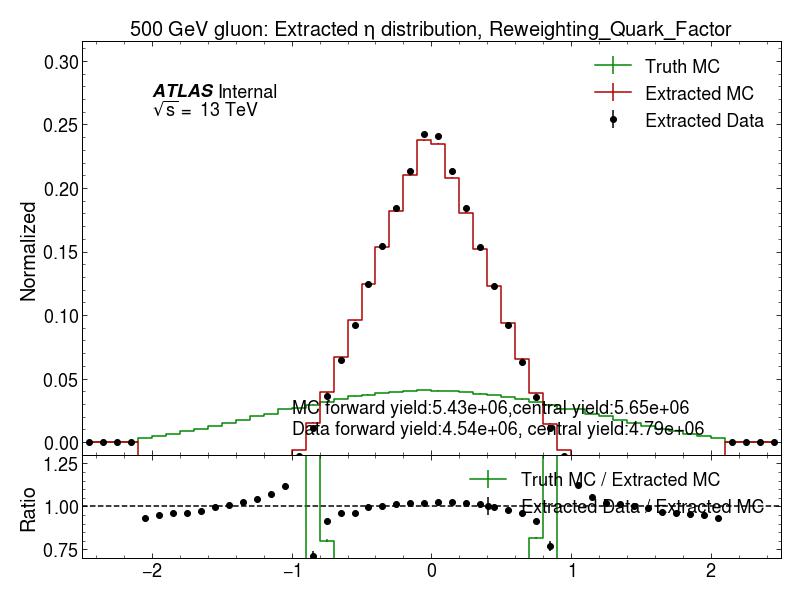 500 GeV gluon: Extracted η distribution, Reweighting_Quark_Factor
0.30
0.25
0.20
0.15
0.10
0.05
0.00
Normalized
ATLAS Internal
√s = 13 TeV
Truth MC
Extracted MC
Extracted Data
MC forward yield:5.43e+06,central yield:5.65e+06
Data forward yield:4.54e+06, central yield:4.79e+06
1.25
1.00
0.75
Ratio
Truth MC / Extracted MC
Extracted Data / Extracted MC
−2
−1
0
1
2